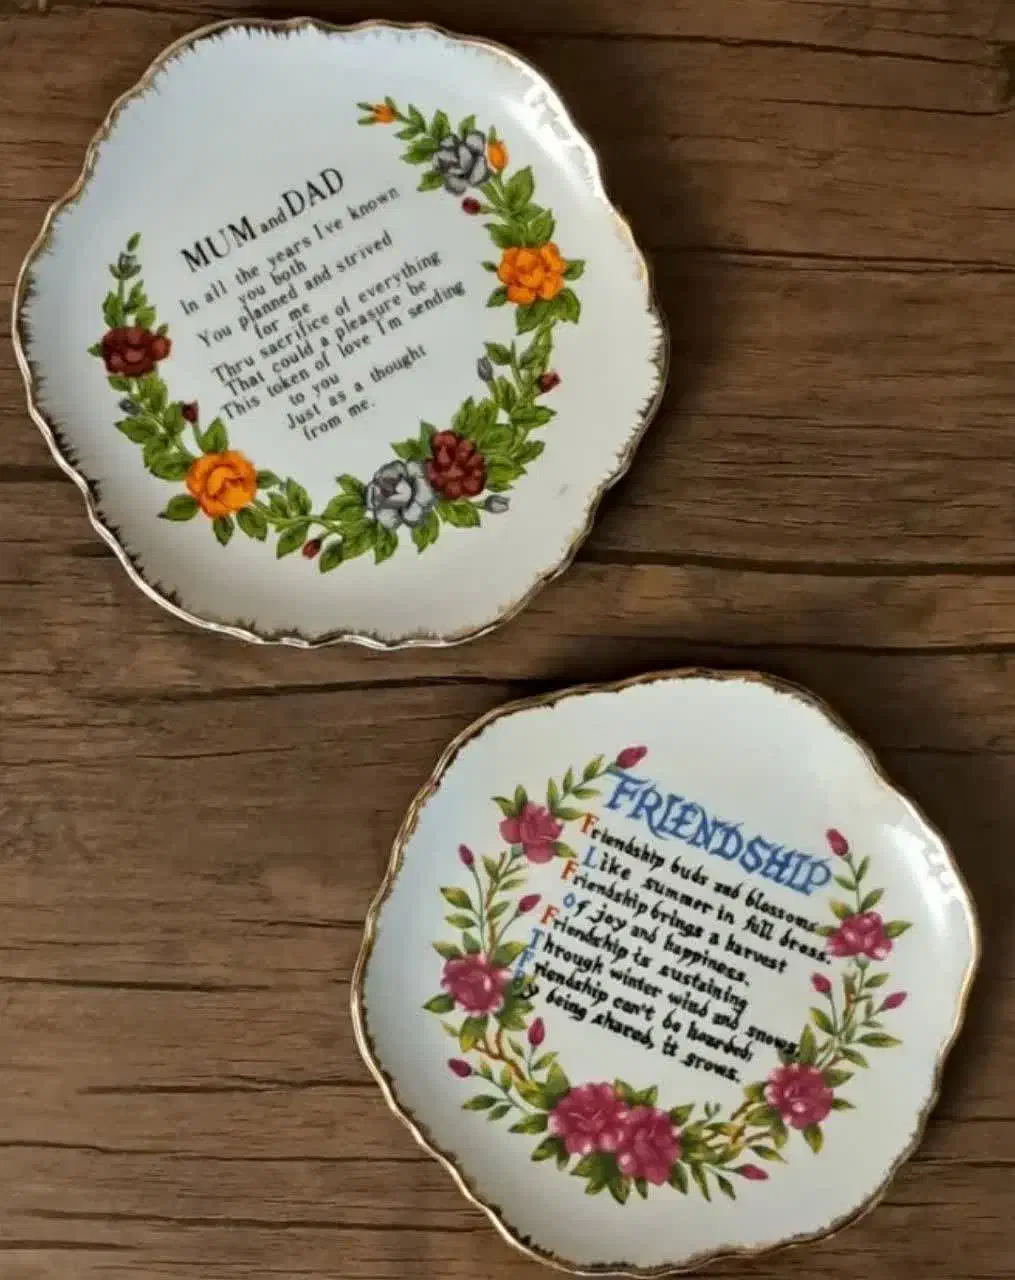 MUM and DAD
In all the years I've known
you both
You planned and strived
for me
Thru sacrifice of everything
That could a pleasure be
This token of love I'm sending
to you
Just as a thought
from me.
FRIENDSHIP
Friendship buds and blossoms
Like summer in full dress.
Friendship brings a harvest
of joy and happiness.
Friendship is sustaining
Through winter wind and snows,
Friendship can't be hoarded;
By being shared, it grows.